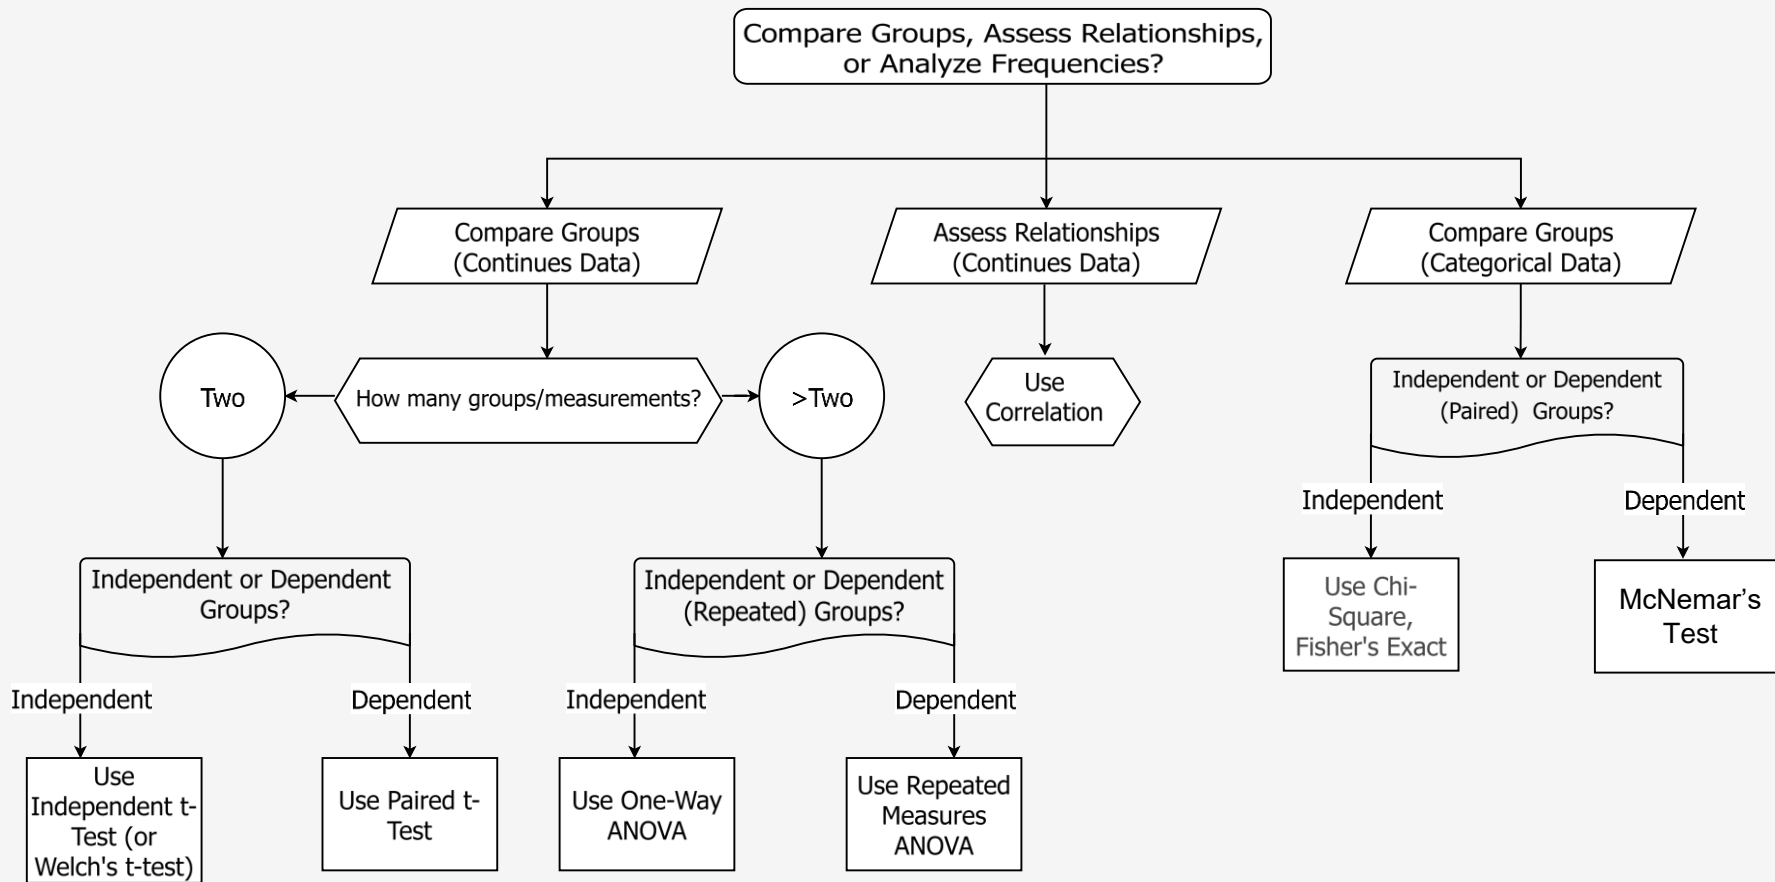 Compare Groups, Assess Relationships,
or Analyze Frequencies?
Compare Groups
(Continues Data)
Assess Relationships
(Continues Data)
Compare Groups
(Categorical Data)
Two
How many groups/measurements?
>Two
Use
Correlation
Independent or Dependent
(Paired) Groups?
Independent
Dependent
Independent or Dependent
Groups?
Independent or Dependent
(Repeated) Groups?
Use Chi-
Square,
Fisher's Exact
McNemar’s
Test
Independent
Dependent
Independent
Dependent
Use
Independent t-
Test (or
Welch's t-test)
Use Paired t-
Test
Use One-Way
ANOVA
Use Repeated
Measures
ANOVA